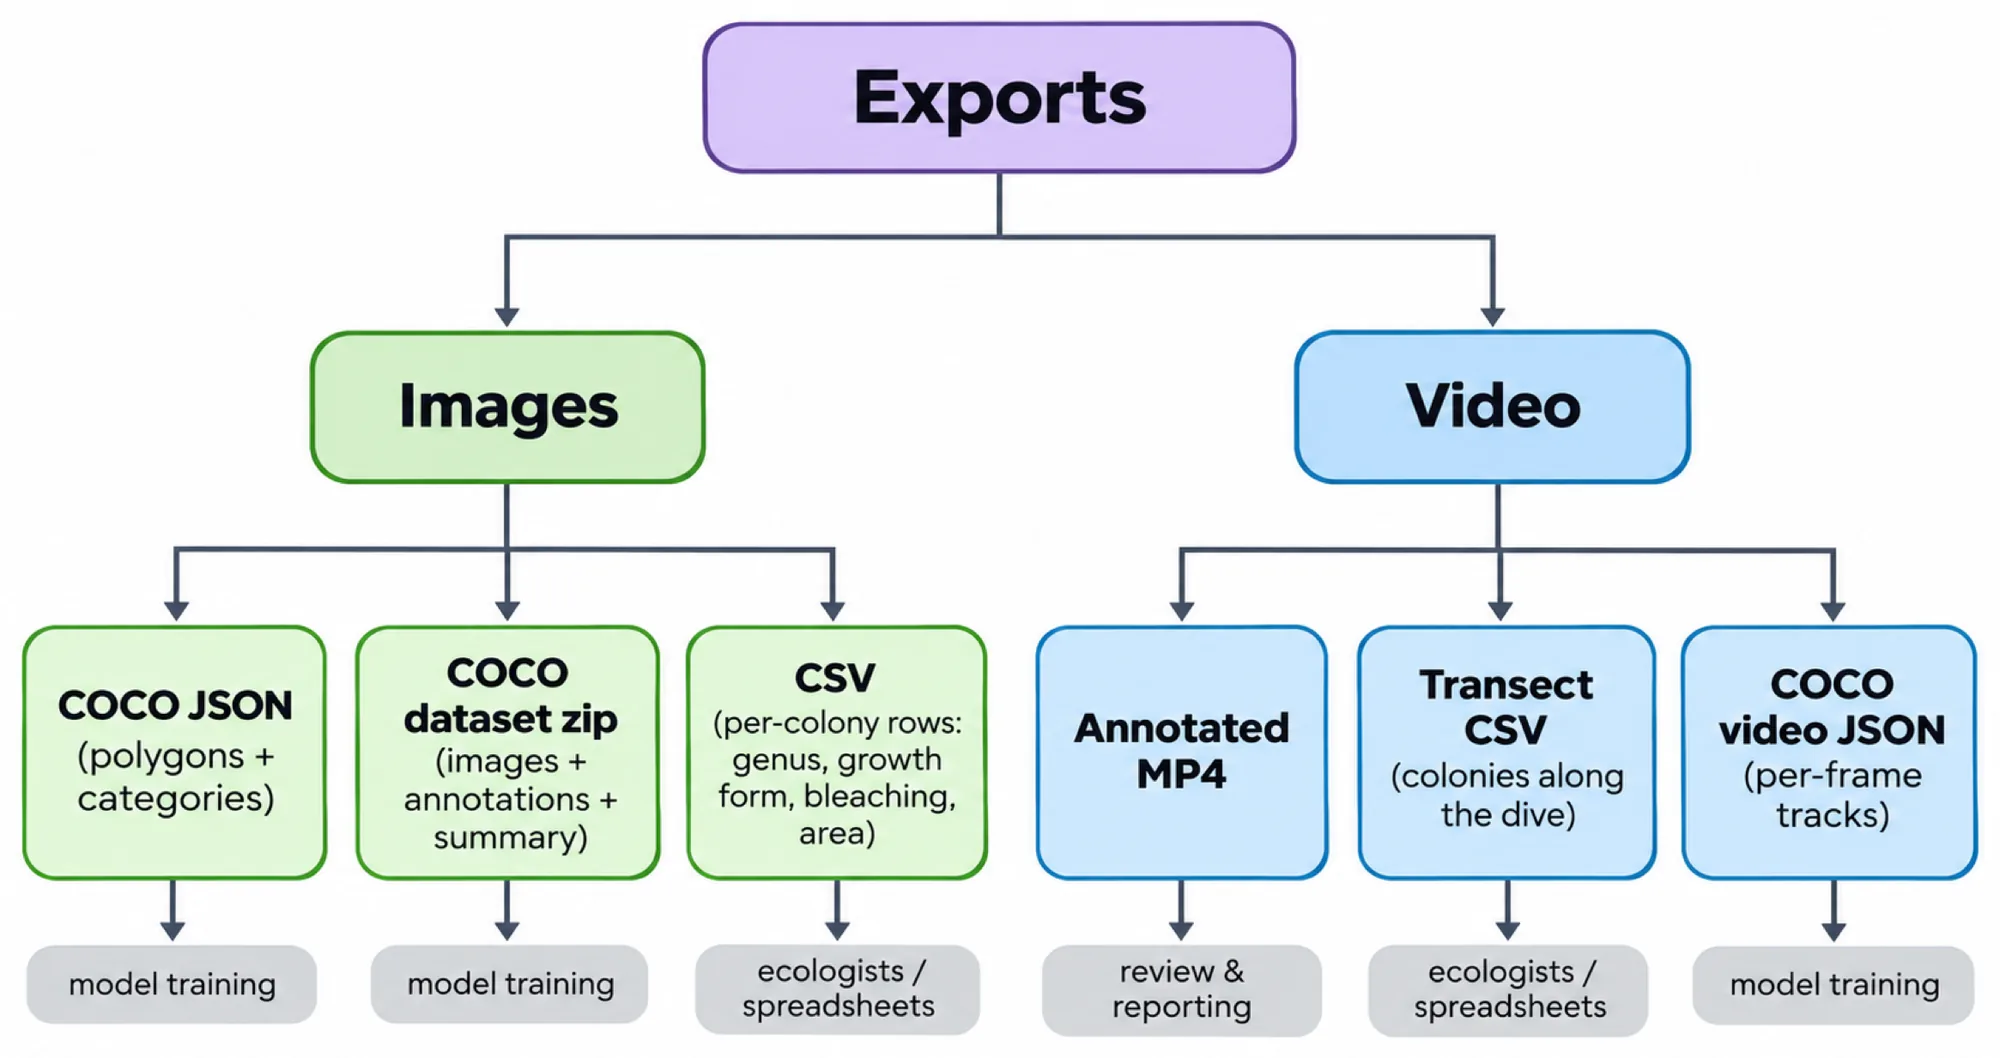 Exports
Images
Video
COCO JSON
(polygons +
categories)
COCO
dataset zip
(images +
annotations +
summary)
CSV
(per-colony rows:
genus, growth
form, bleaching,
area)
Annotated
MP4
Transect
CSV
(colonies along
the dive)
COCO
video JSON
(per-frame
tracks)
model training
model training
ecologists /
spreadsheets
review &
reporting
ecologists /
spreadsheets
model training